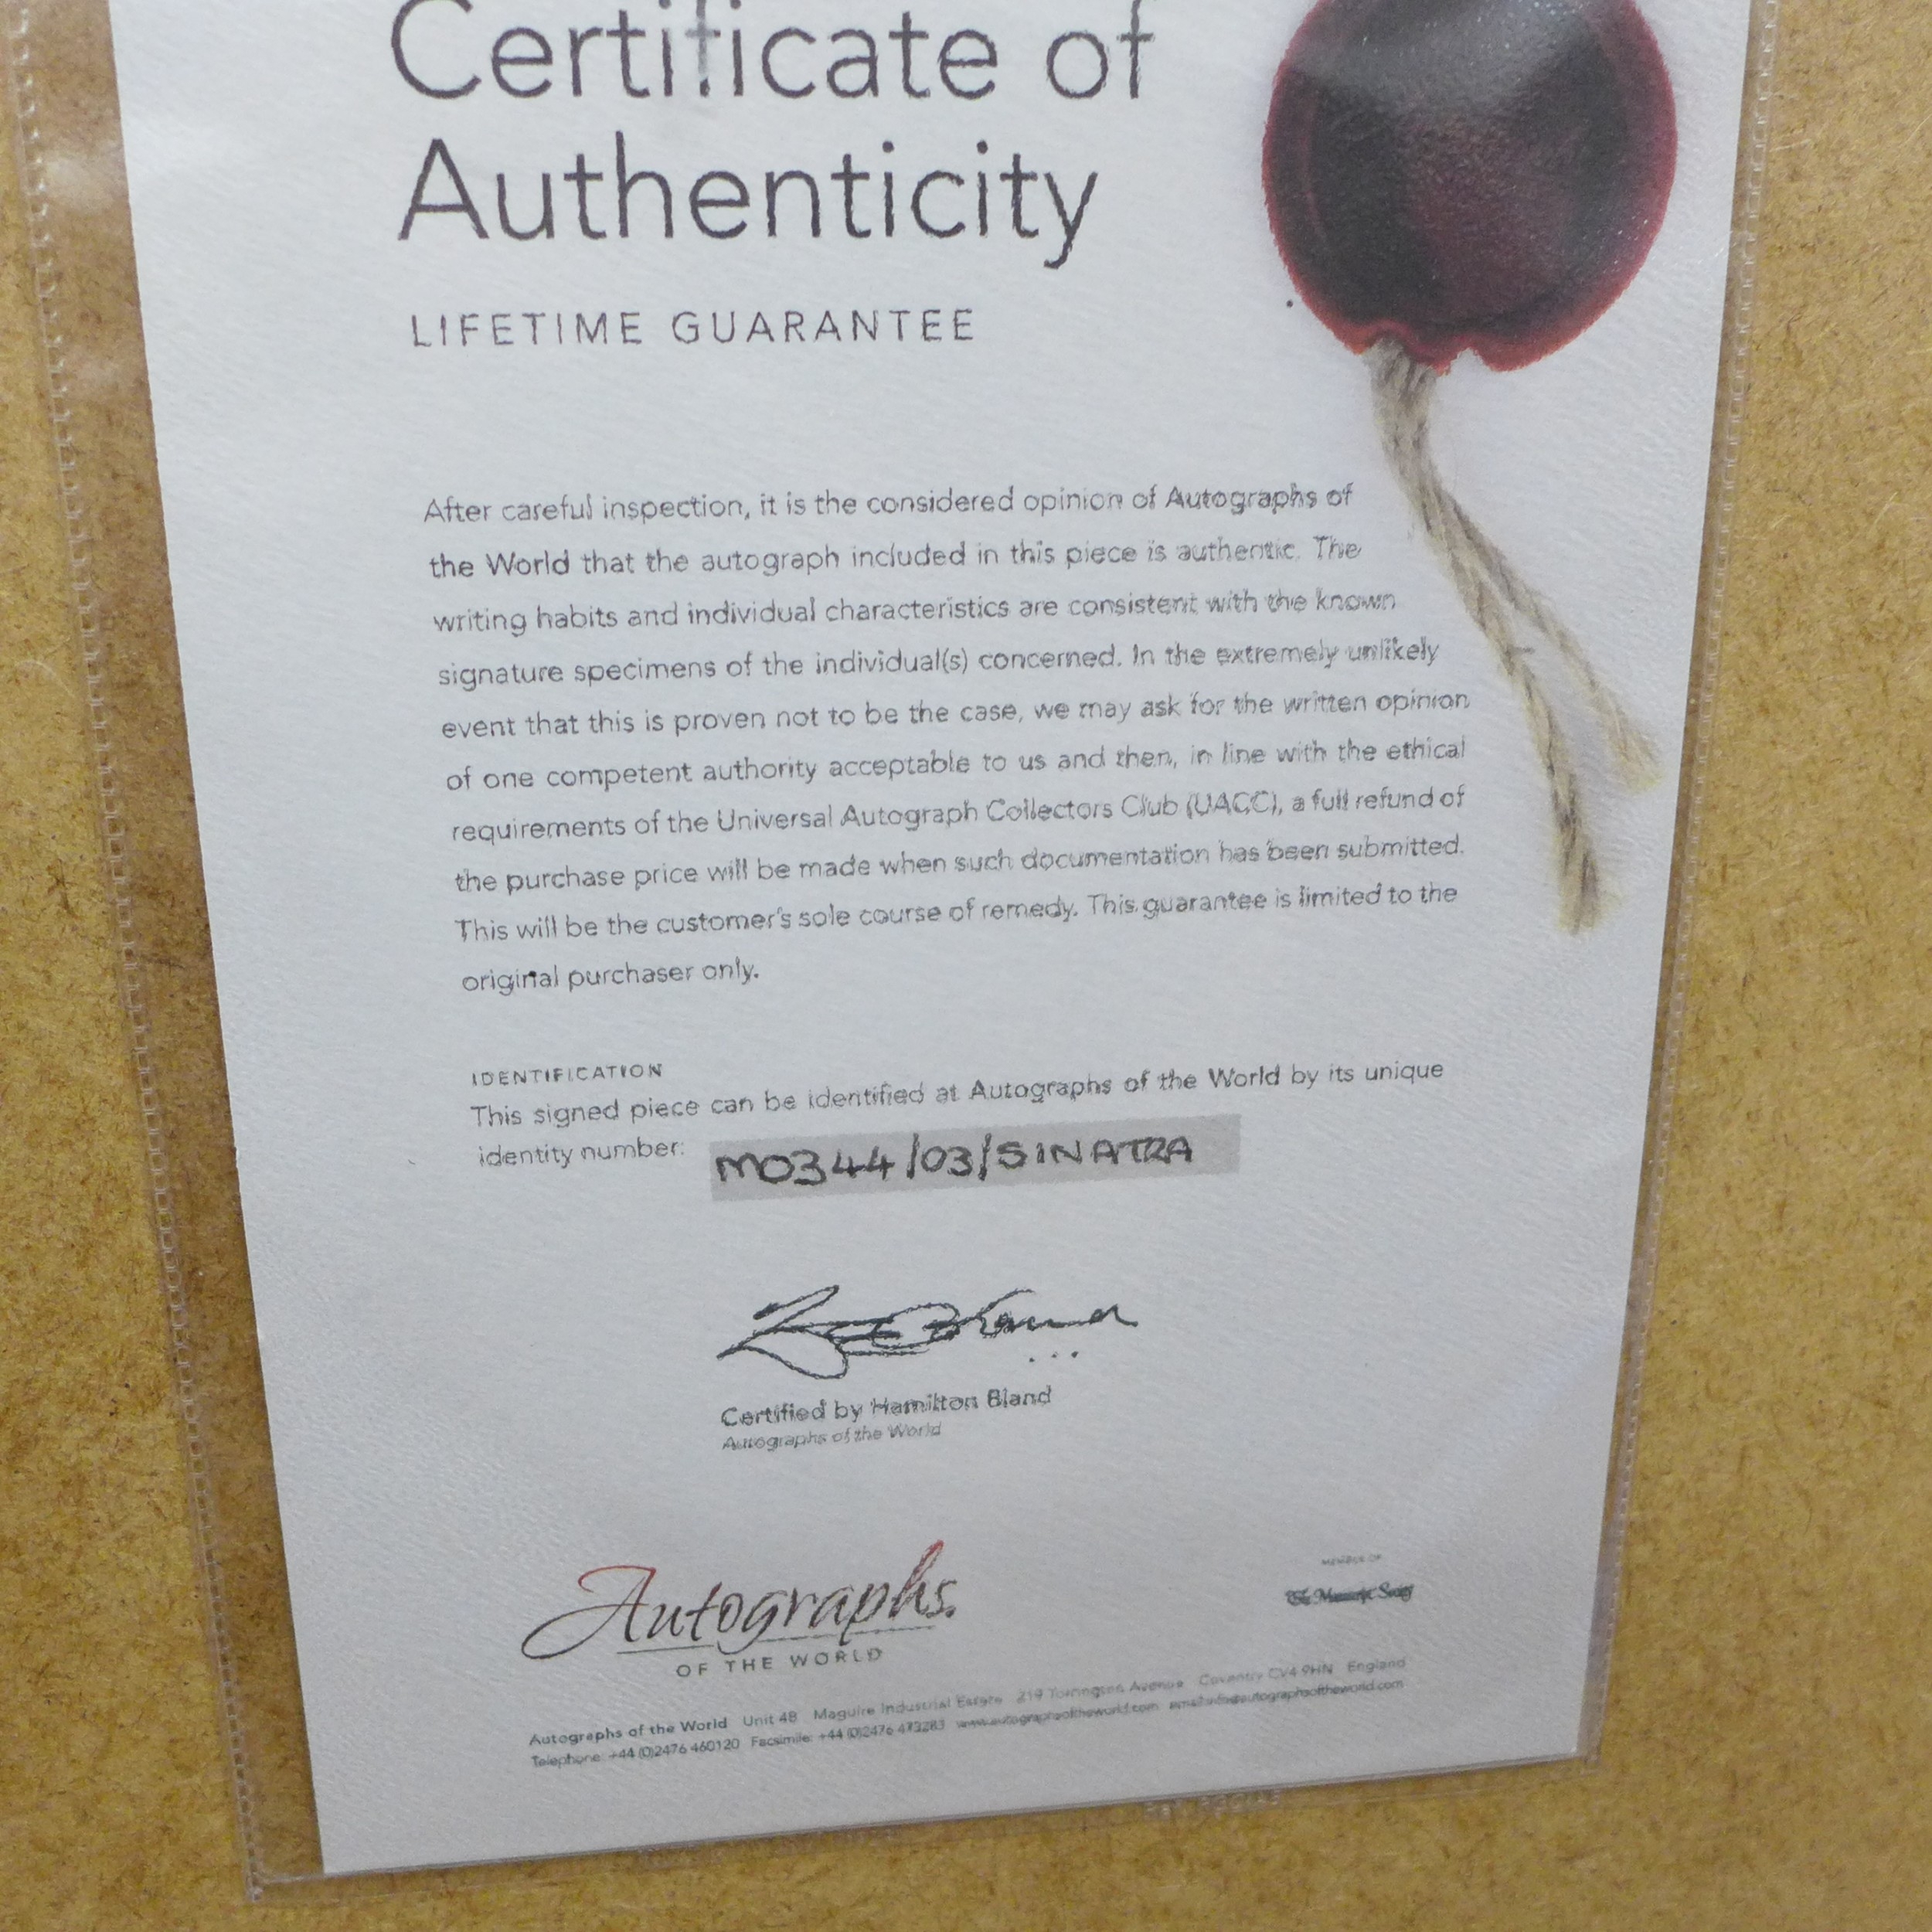 Certificate of
Authenticity
LIFETIME GUARANTEE
After careful inspection, it is the considered opinion of Autographs of
the World that the autograph included in this piece is authentic. The
writing habits and individual characteristics are consistent with the known
signature specimens of the individual(s) concerned. In the extremely unlikely
event that this is proven not to be the case, we may ask for the written opinion
of one competent authority acceptable to us and then, in line with the ethical
requirements of the Universal Autograph Collectors Club (UACC), a full refund of
the purchase price will be made when such documentation has been submitted.
This will be the customer's sole course of remedy. This guarantee is limited to the
original purchaser only.
IDENTIFICATION
This signed piece can be identified at Autographs of the World by its unique
identity number: M0344/03/SINATRA
Certified by Hamilton Bland
Autographs of the World
Autographs
OF THE WORLD
MEMBER OF
The Manuscript Society
Autographs of the World Unit 4B Maguire Industrial Estate 219 Torrington Avenue Coventry CV4 9HN England
Telephone: +44 (0)2476 460120 Facsimile: +44 (0)2476 473283 www.autographsoftheworld.com